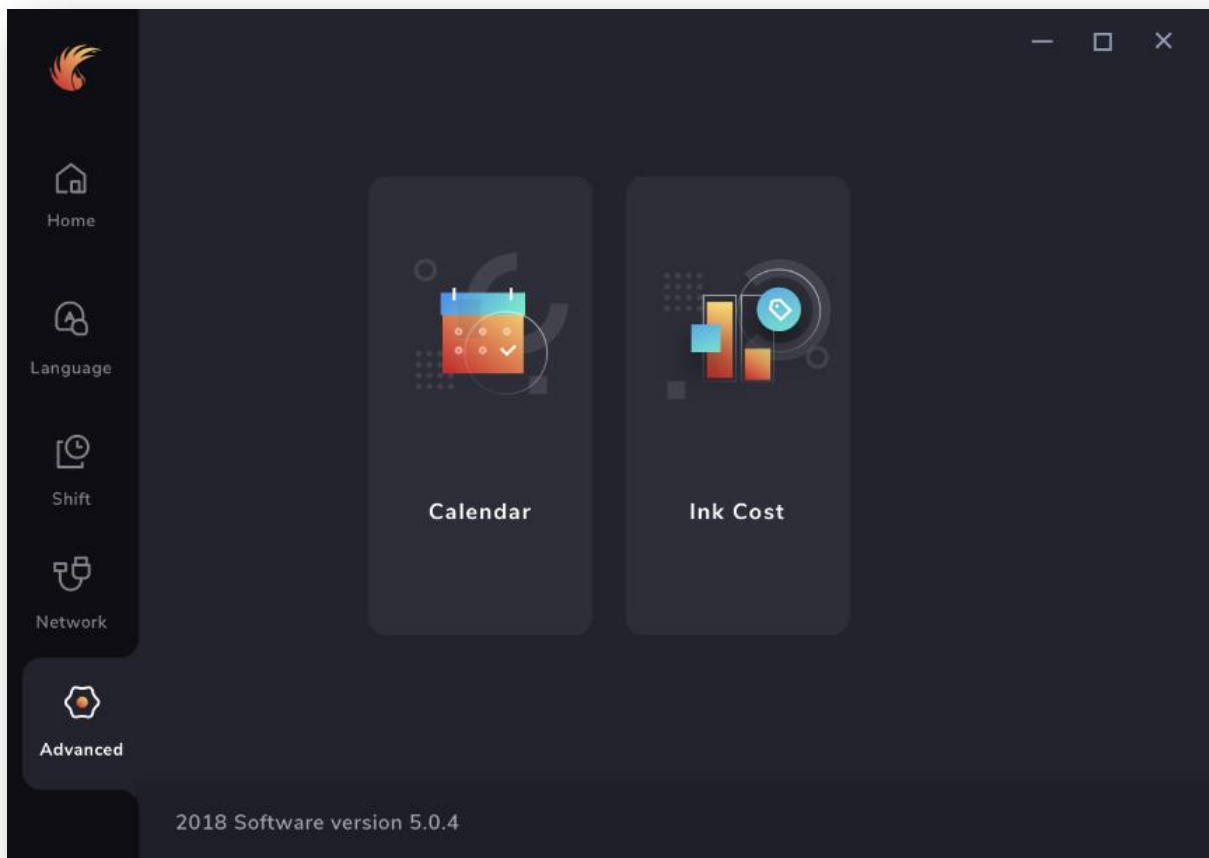 Home
Language
Shift
Network
Advanced
Calendar
Ink Cost
2018 Software version 5.0.4